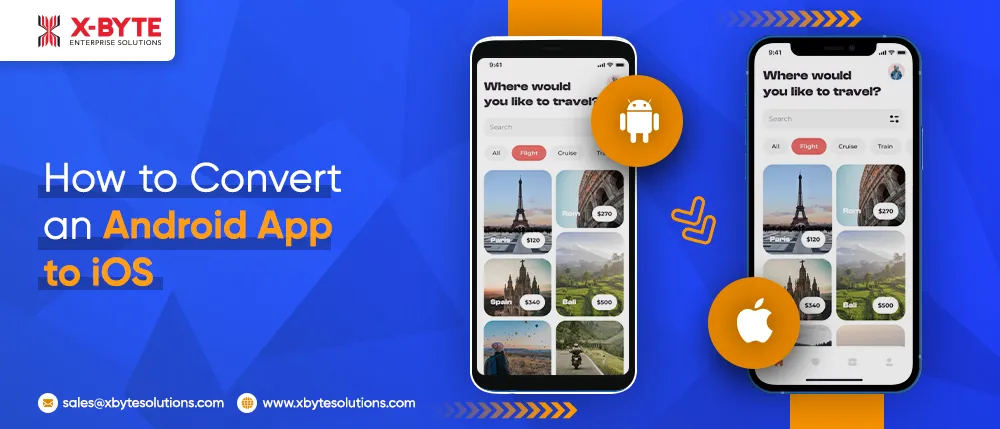 X-BYTE
ENTERPRISE SOLUTIONS
How to Convert
an Android App
to iOS
sales@xbytesolutions.com
www.xbytesolutions.com
9:41
Where would
you like to travel?
Search
All
Flight
Cruise
Paris
$120
Rom
$270
Spain
$340
Bali
$500
9:41
Where would
you like to travel?
Search
All
Flight
Cruise
Train
Paris
$120
Rom
$270
$340
Bali
$500